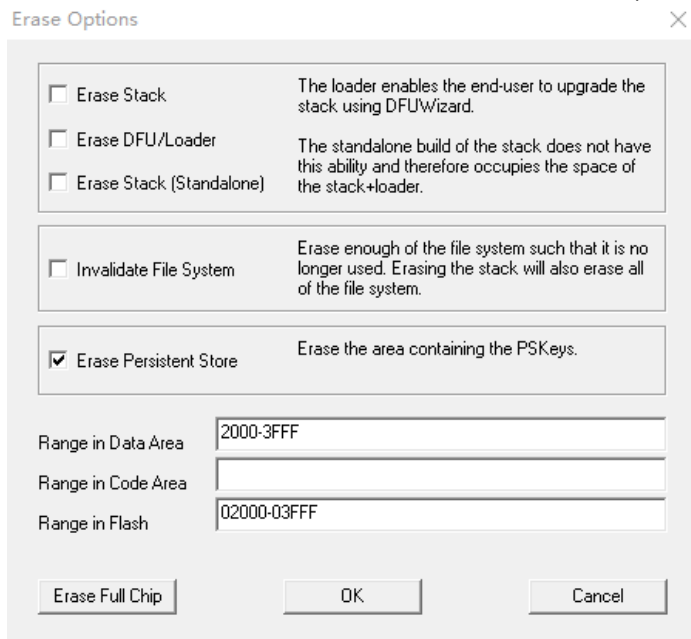 Erase Options
Erase Stack
Erase DFU/Loader
Erase Stack (Standalone)
The loader enables the end-user to upgrade the
stack using DFUWizard.
The standalone build of the stack does not have
this ability and therefore occupies the space of
the stack+loader.
Invalidate File System
Erase enough of the file system such that it is no
longer used. Erasing the stack will also erase all
of the file system.
Erase Persistent Store
Erase the area containing the PSKeys.
Range in Data Area
2000-3FFF
Range in Code Area
Range in Flash
02000-03FFF
Erase Full Chip
OK
Cancel